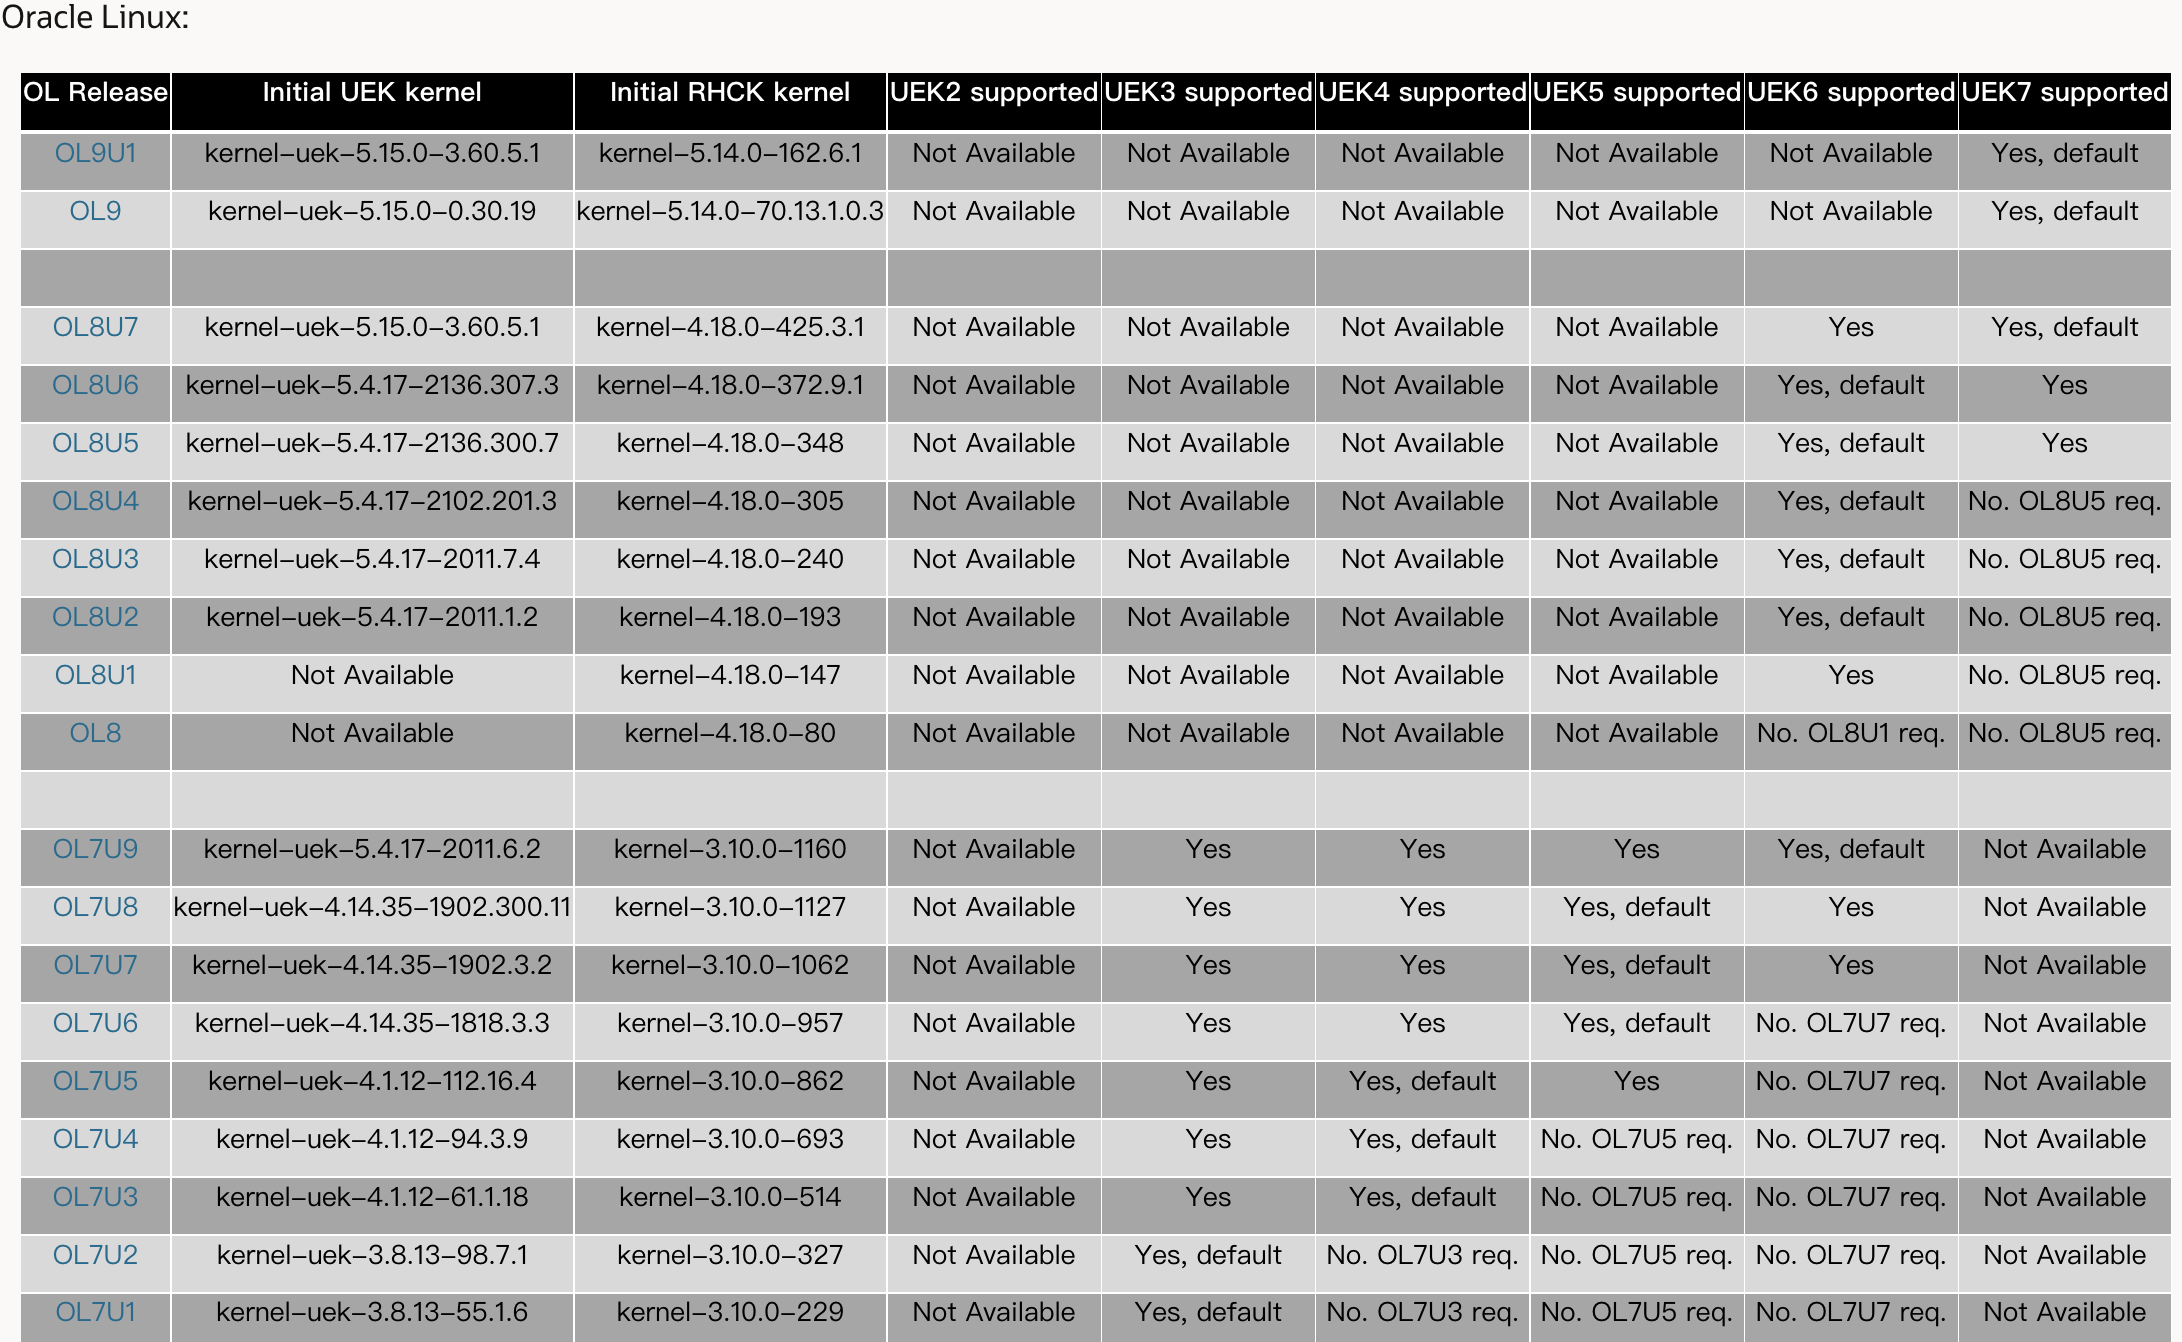 Oracle Linux:
OL Release Initial UEK kernel Initial RHCK kernel UEK2 supported UEK3 supported UEK4 supported UEK5 supported UEK6 supported UEK7 supported
OL9U1 kernel-uek-5.15.0-3.60.5.1 kernel-5.14.0-162.6.1 Not Available Not Available Not Available Not Available Not Available Yes, default
OL9 kernel-uek-5.15.0-0.30.19 kernel-5.14.0-70.13.1.0.3 Not Available Not Available Not Available Not Available Not Available Yes, default
OL8U7 kernel-uek-5.15.0-3.60.5.1 kernel-4.18.0-425.3.1 Not Available Not Available Not Available Not Available Yes Yes, default
OL8U6 kernel-uek-5.4.17-2136.307.3 kernel-4.18.0-372.9.1 Not Available Not Available Not Available Not Available Yes, default Yes
OL8U5 kernel-uek-5.4.17-2136.300.7 kernel-4.18.0-348 Not Available Not Available Not Available Not Available Yes, default Yes
OL8U4 kernel-uek-5.4.17-2102.201.3 kernel-4.18.0-305 Not Available Not Available Not Available Not Available Yes, default No. OL8U5 req.
OL8U3 kernel-uek-5.4.17-2011.7.4 kernel-4.18.0-240 Not Available Not Available Not Available Not Available Yes, default No. OL8U5 req.
OL8U2 kernel-uek-5.4.17-2011.1.2 kernel-4.18.0-193 Not Available Not Available Not Available Not Available Yes, default No. OL8U5 req.
OL8U1 Not Available kernel-4.18.0-147 Not Available Not Available Not Available Not Available Yes No. OL8U5 req.
OL8 Not Available kernel-4.18.0-80 Not Available Not Available Not Available Not Available No. OL8U1 req. No. OL8U5 req.
OL7U9 kernel-uek-5.4.17-2011.6.2 kernel-3.10.0-1160 Not Available Yes Yes Yes Yes, default Not Available
OL7U8 kernel-uek-4.14.35-1902.300.11 kernel-3.10.0-1127 Not Available Yes Yes Yes, default Yes Not Available
OL7U7 kernel-uek-4.14.35-1902.3.2 kernel-3.10.0-1062 Not Available Yes Yes Yes, default Yes Not Available
OL7U6 kernel-uek-4.14.35-1818.3.3 kernel-3.10.0-957 Not Available Yes Yes Yes, default No. OL7U7 req. Not Available
OL7U5 kernel-uek-4.1.12-112.16.4 kernel-3.10.0-862 Not Available Yes Yes, default Yes No. OL7U7 req. Not Available
OL7U4 kernel-uek-4.1.12-94.3.9 kernel-3.10.0-693 Not Available Yes Yes, default No. OL7U5 req. No. OL7U7 req. Not Available
OL7U3 kernel-uek-4.1.12-61.1.18 kernel-3.10.0-514 Not Available Yes Yes, default No. OL7U5 req. No. OL7U7 req. Not Available
OL7U2 kernel-uek-3.8.13-98.7.1 kernel-3.10.0-327 Not Available Yes, default No. OL7U3 req. No. OL7U5 req. No. OL7U7 req. Not Available
OL7U1 kernel-uek-3.8.13-55.1.6 kernel-3.10.0-229 Not Available Yes, default No. OL7U3 req. No. OL7U5 req. No. OL7U7 req. Not Available